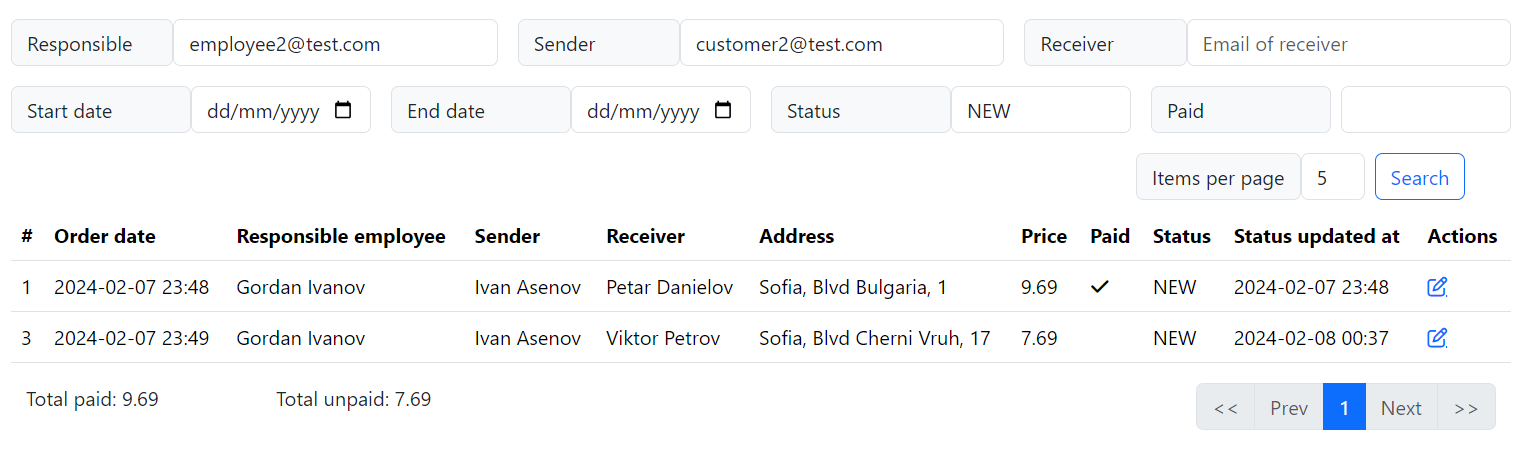 Responsible employee2@test.com Sender customer2@test.com Receiver Email of receiver
Start date dd/mm/yyyy End date dd/mm/yyyy Status NEW Paid
Items per page 5 Search
# Order date Responsible employee Sender Receiver Address Price Paid Status Status updated at Actions
1 2024-02-07 23:48 Gordan Ivanov Ivan Asenov Petar Danielov Sofia, Blvd Bulgaria, 1 9.69 NEW 2024-02-07 23:48
3 2024-02-07 23:49 Gordan Ivanov Ivan Asenov Viktor Petrov Sofia, Blvd Cherni Vruh, 17 7.69 NEW 2024-02-08 00:37
Total paid: 9.69 Total unpaid: 7.69 << Prev 1 Next >>